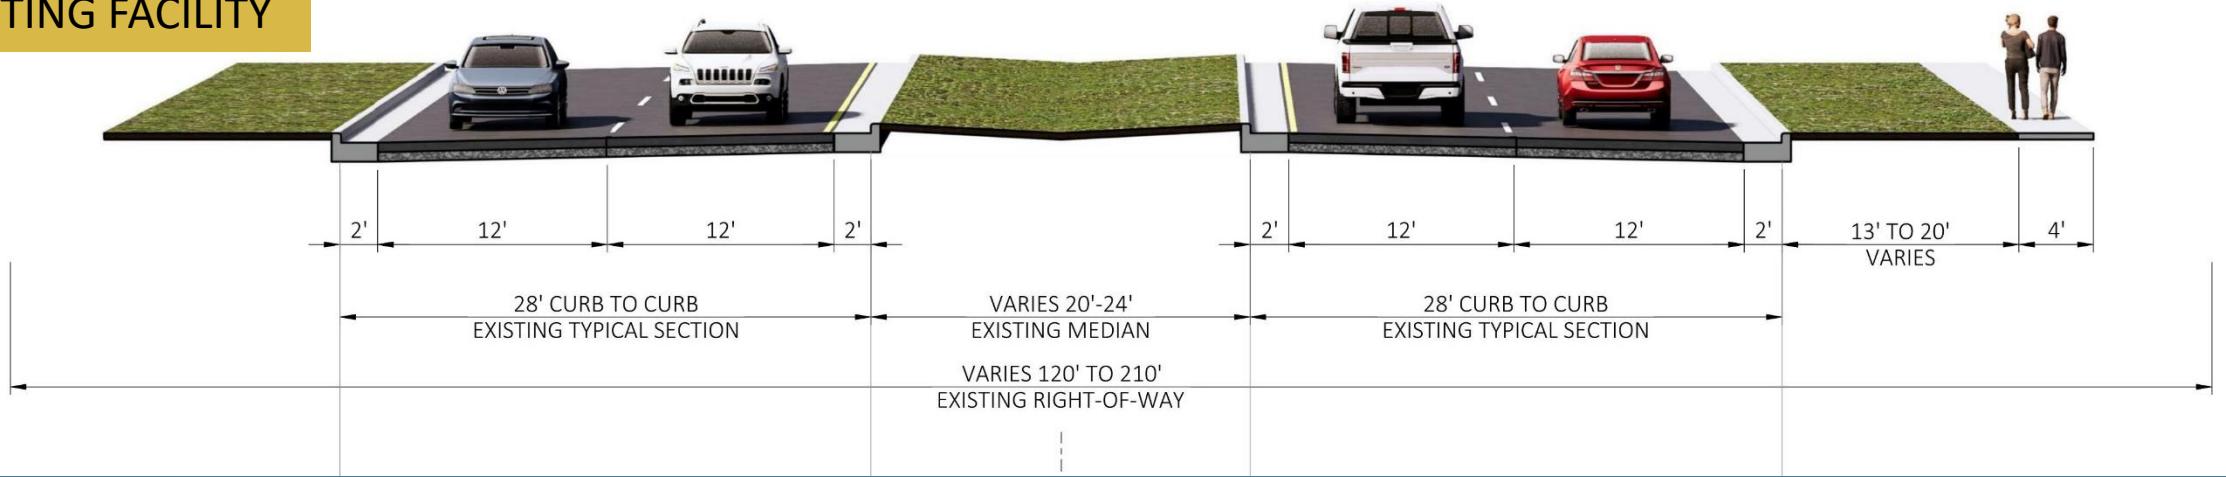 TING FACILITY
2' 12' 12' 2' 2' 12' 12' 2' 13' TO 20' 4'
VARIES
28' CURB TO CURB
EXISTING TYPICAL SECTION
VARIES 20'-24'
EXISTING MEDIAN
28' CURB TO CURB
EXISTING TYPICAL SECTION
VARIES 120' TO 210'
EXISTING RIGHT-OF-WAY